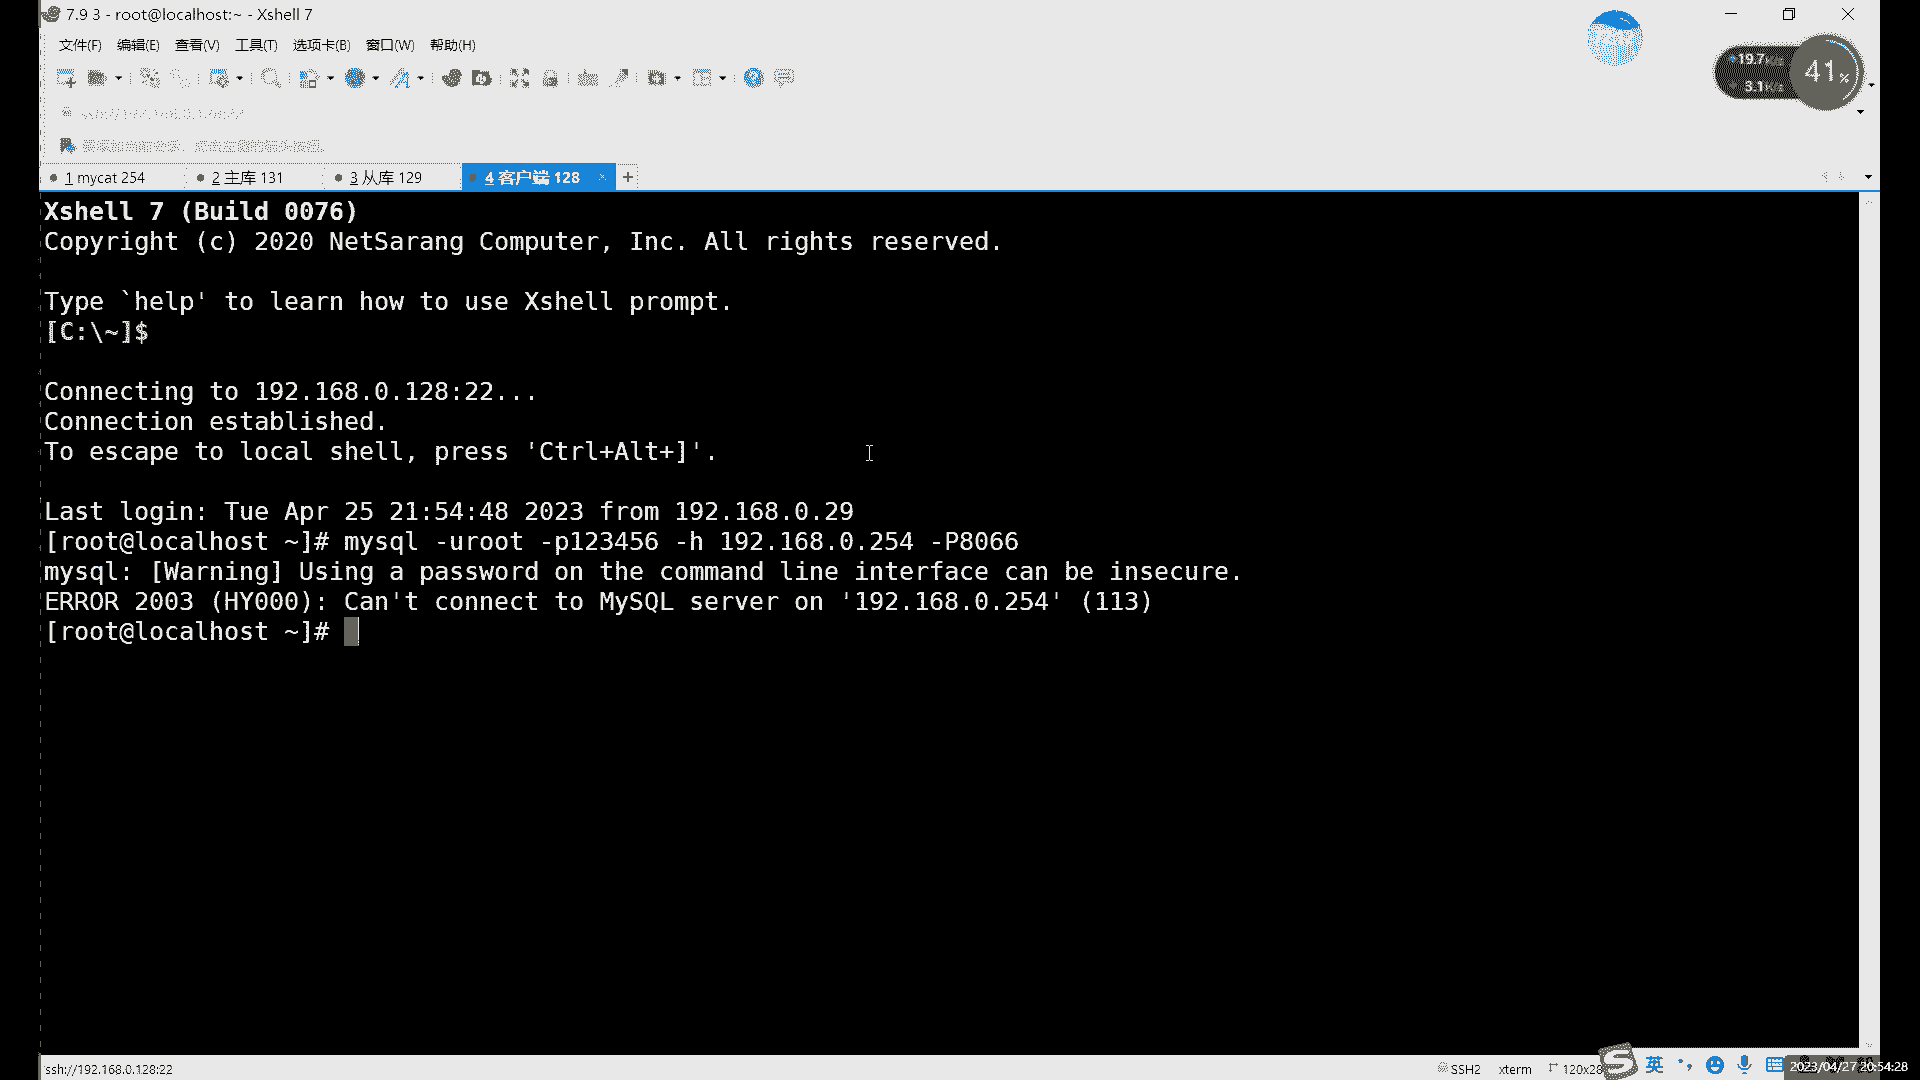 7.9 3 - root@localhost:~ - Xshell 7
文件(F) 编辑(E) 查看(V) 工具(T) 选项卡(B) 窗口(W) 帮助(H)
19.7K/s
3.1K/s
41%
1 mycat 254 2 主库 131 3 从库 129 4 客户端 128
Xshell 7 (Build 0076)
Copyright (c) 2020 NetSarang Computer, Inc. All rights reserved.
Type `help' to learn how to use Xshell prompt.
[C:\~]$
Connecting to 192.168.0.128:22...
Connection established.
To escape to local shell, press 'Ctrl+Alt+]'.
Last login: Tue Apr 25 21:54:48 2023 from 192.168.0.29
[root@localhost ~]# mysql -uroot -p123456 -h 192.168.0.254 -P8066
mysql: [Warning] Using a password on the command line interface can be insecure.
ERROR 2003 (HY000): Can't connect to MySQL server on '192.168.0.254' (113)
[root@localhost ~]#
ssh://192.168.0.128:22 SSH2 xterm 120x28 英 2023/04/27 20:54:28